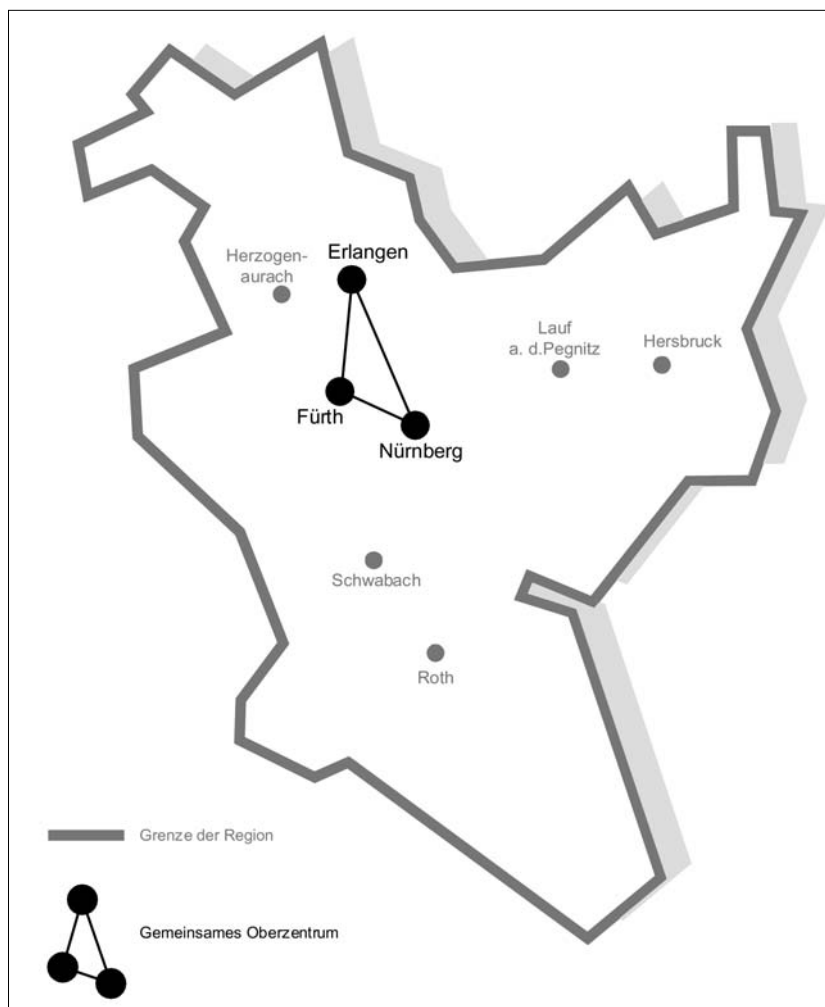 Erlangen
Herzogen-
aurach
Lauf
a. d.Pegnitz
Hersbruck
Fürth
Nürnberg
Schwabach
Roth
Grenze der Region
Gemeinsames Oberzentrum